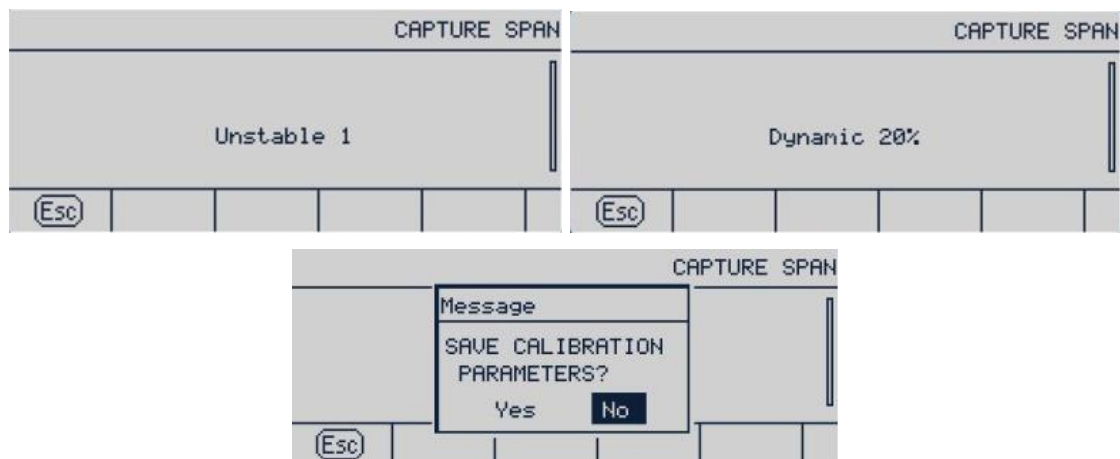 CAPTURE SPAN
Unstable 1
Esc
CAPTURE SPAN
Dynamic 20%
Esc
CAPTURE SPAN
Message
SAVE CALIBRATION
PARAMETERS?
Yes No
Esc